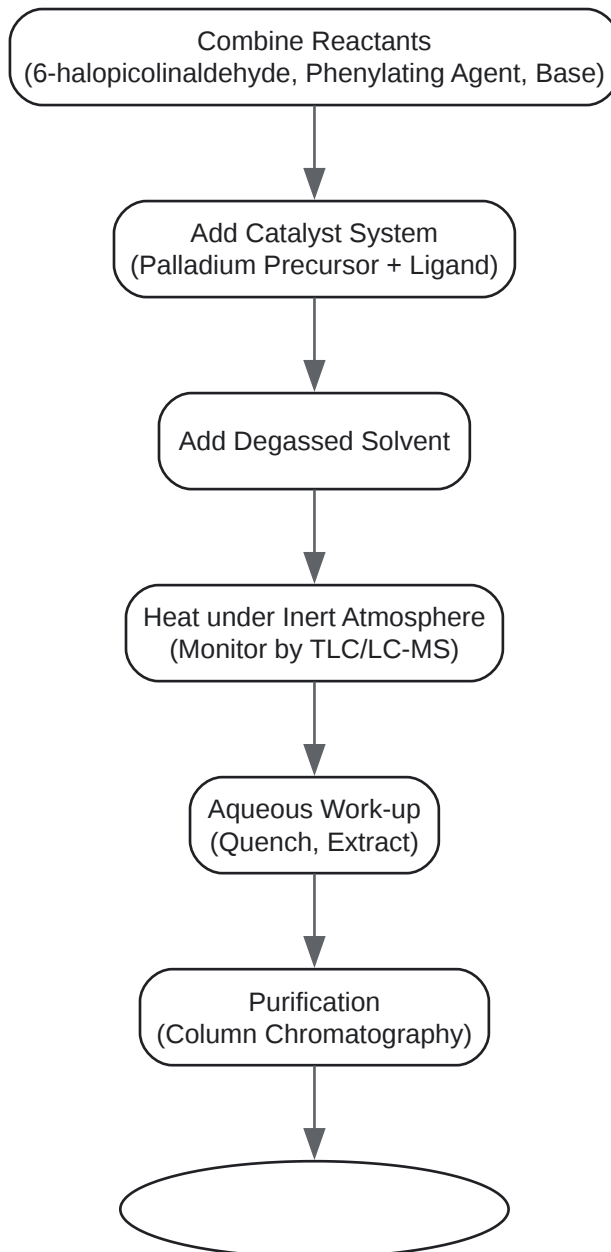 Combine Reactants
(6-halopicolinaldehyde, Phenylating Agent, Base)
Add Catalyst System
(Palladium Precursor + Ligand)
Add Degassed Solvent
Heat under Inert Atmosphere
(Monitor by TLC/LC-MS)
Aqueous Work-up
(Quench, Extract)
Purification
(Column Chromatography)